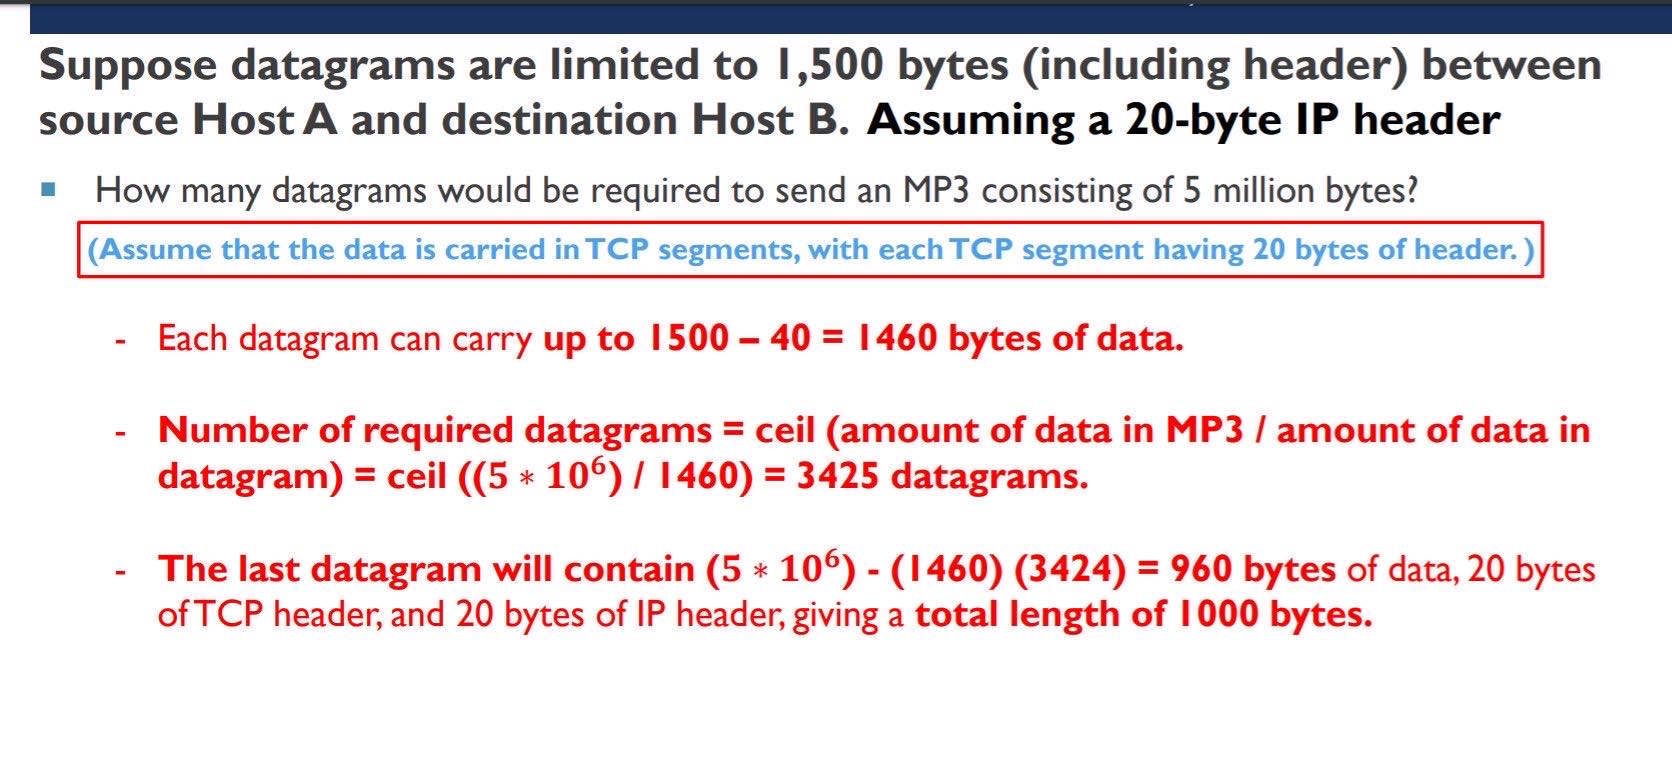 Suppose datagrams are limited to 1,500 bytes (including header) between
source Host A and destination Host B. Assuming a 20-byte IP header
▪ How many datagrams would be required to send an MP3 consisting of 5 million bytes?
(Assume that the data is carried in TCP segments, with each TCP segment having 20 bytes of header. )
- Each datagram can carry up to 1500 – 40 = 1460 bytes of data.
- Number of required datagrams = ceil (amount of data in MP3 / amount of data in
datagram) = ceil ((5 * 10⁶) / 1460) = 3425 datagrams.
- The last datagram will contain (5 * 10⁶) - (1460) (3424) = 960 bytes of data, 20 bytes
of TCP header, and 20 bytes of IP header, giving a total length of 1000 bytes.